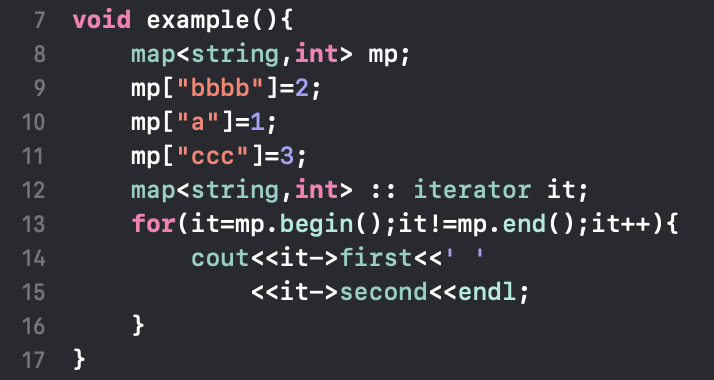 7 void example(){
8     map<string,int> mp;
9     mp["bbbb"]=2;
10     mp["a"]=1;
11     mp["ccc"]=3;
12     map<string,int> :: iterator it;
13     for(it=mp.begin();it!=mp.end();it++){
14         cout<<it->first<<' '
15             <<it->second<<endl;
16     }
17 }